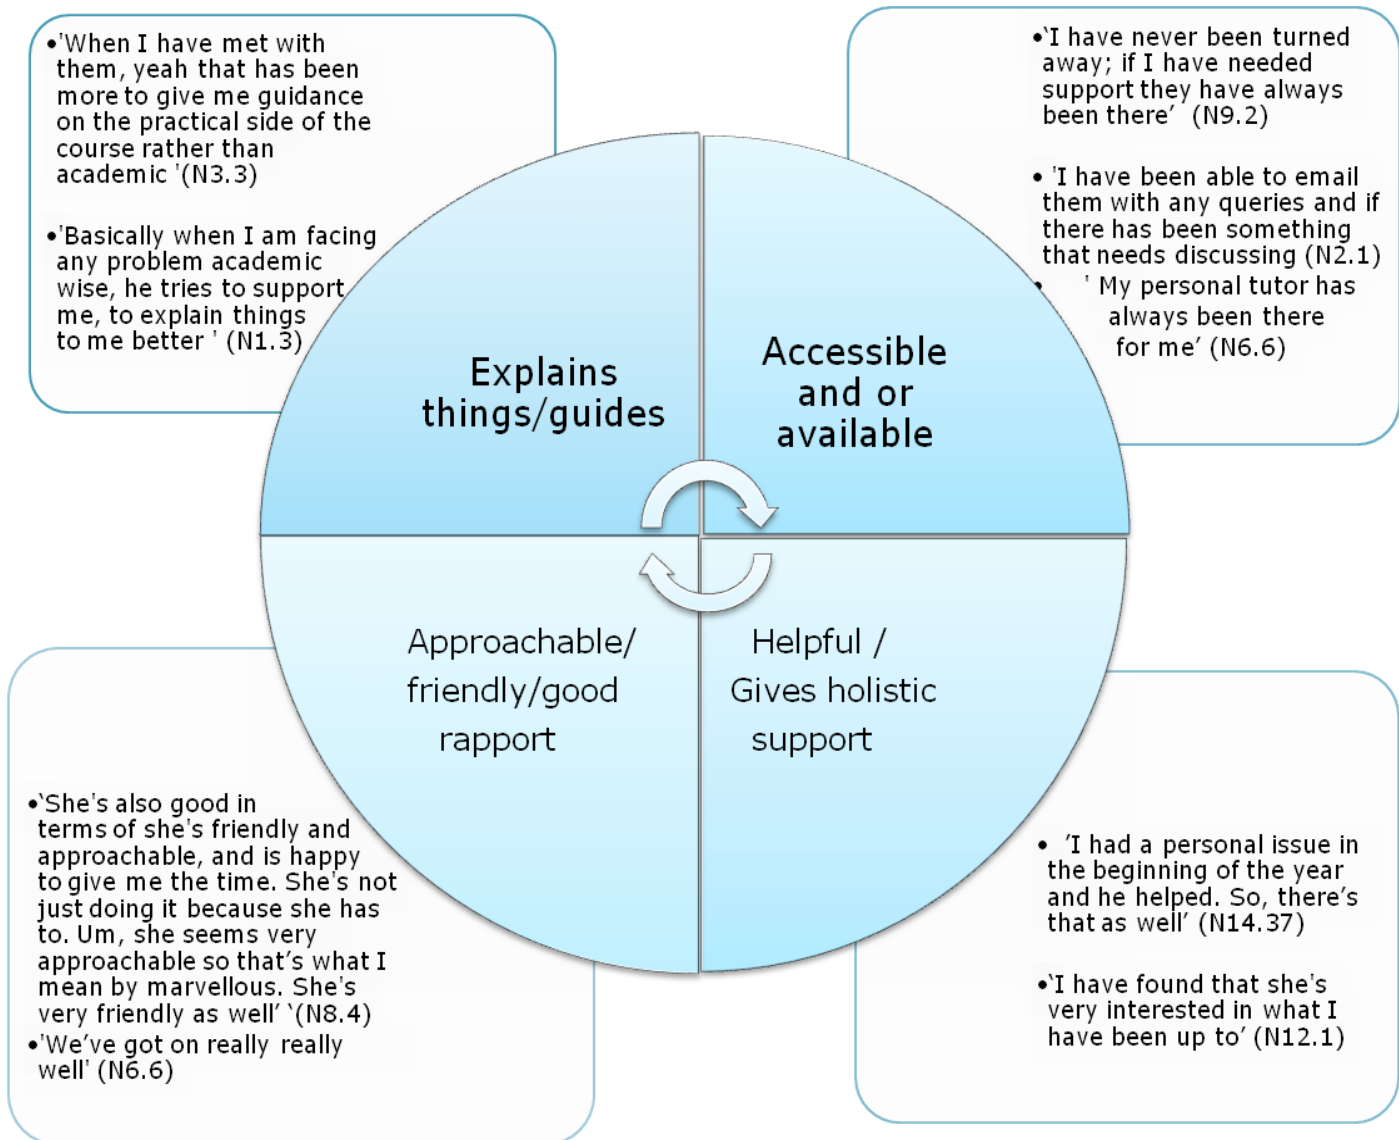 •'When I have met with
them, yeah that has been
more to give me guidance
on the practical side of the
course rather than
academic '(N3.3)
•'Basically when I am facing
any problem academic
wise, he tries to support
me, to explain things
to me better ' (N1.3)
•‘I have never been turned
away; if I have needed
support they have always
been there’ (N9.2)
• 'I have been able to email
them with any queries and if
there has been something
that needs discussing (N2.1)
• ' My personal tutor has
always been there
for me’ (N6.6)
Explains
things/guides
Accessible
and or
available
Approachable/
friendly/good
rapport
Helpful /
Gives holistic
support
•‘She's also good in
terms of she's friendly and
approachable, and is happy
to give me the time. She's not
just doing it because she has
to. Um, she seems very
approachable so that’s what I
mean by marvellous. She's
very friendly as well’ ‘(N8.4)
•'We’ve got on really really
well' (N6.6)
• ’I had a personal issue in
the beginning of the year
and he helped. So, there’s
that as well’ (N14.37)
•‘I have found that she's
very interested in what I
have been up to’ (N12.1)